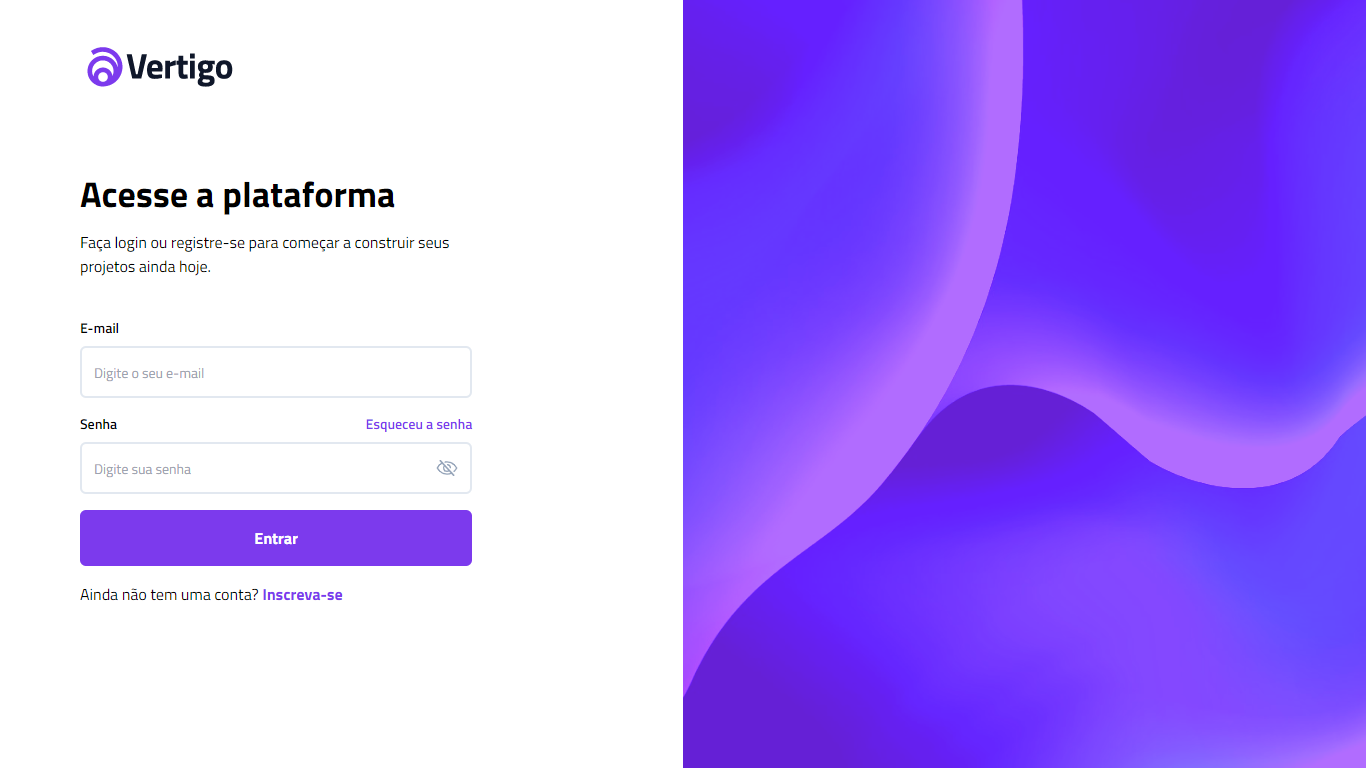 Vertigo
Acesse a plataforma
Faça login ou registre-se para começar a construir seus
projetos ainda hoje.
E-mail
Digite o seu e-mail
Senha Esqueceu a senha
Digite sua senha
Entrar
Ainda não tem uma conta? Inscreva-se